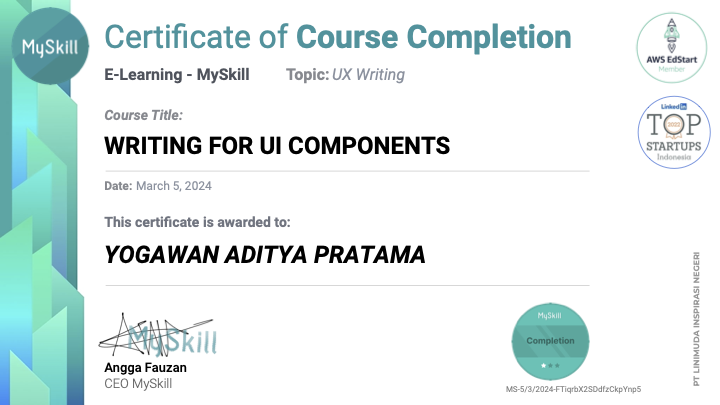 MySkill
Certificate of Course Completion
E-Learning - MySkill Topic: UX Writing
Course Title:
WRITING FOR UI COMPONENTS
Date: March 5, 2024
This certificate is awarded to:
YOGAWAN ADITYA PRATAMA
MySkill
Angga Fauzan
CEO MySkill
AWS EdStart
Member
LinkedIn
TOP
2022
STARTUPS
Indonesia
PT LINIMUDA INSPIRASI NEGERI
MySkill
Completion
MS-5/3/2024-FTiqrbX2SDdfzCkpYnp5